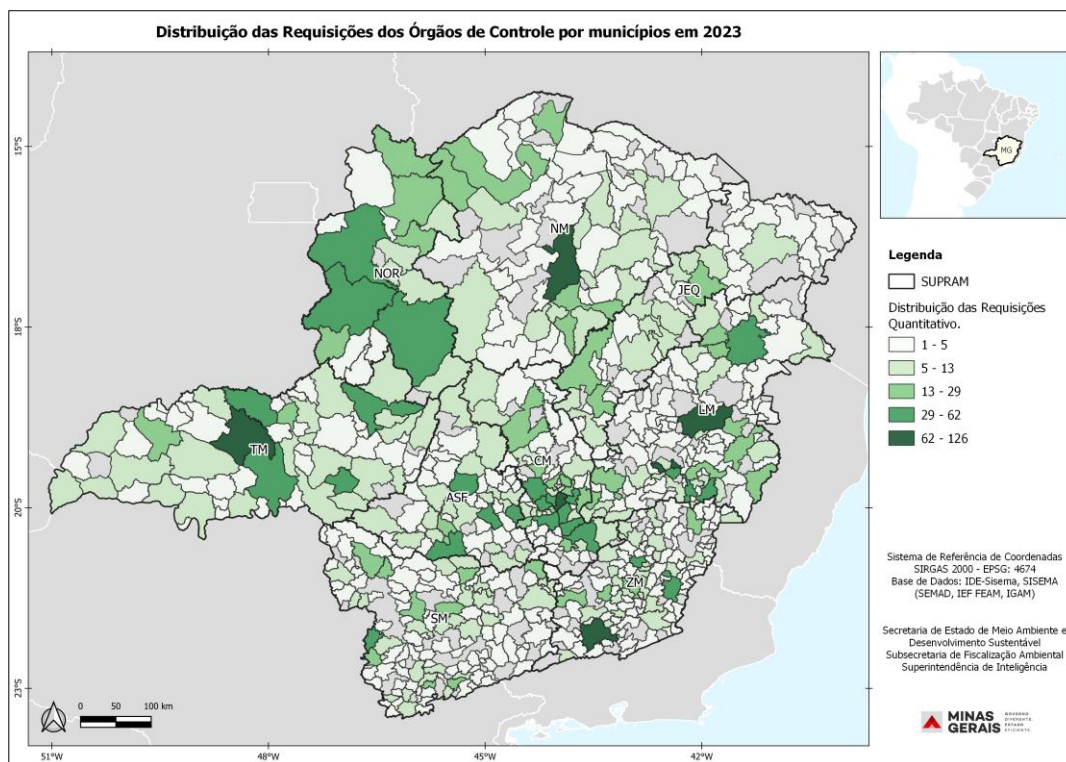 Distribuição das Requisições dos Órgãos de Controle por municípios em 2023
15°S
18°S
20°S
23°S
51°W
48°W
45°W
42°W
NM
NOR
JEQ
LM
TM
CM
ASF
ZM
SM
0 50 100 km
MG
Legenda
SUPRAM
Distribuição das Requisições
Quantitativo.
1 - 5
5 - 13
13 - 29
29 - 62
62 - 126
Sistema de Referência de Coordenadas
SIRGAS 2000 - EPSG: 4674
Base de Dados: IDE-Sisema, SISEMA
(SEMAD, IEF FEAM, IGAM)
Secretaria de Estado de Meio Ambiente e
Desenvolvimento Sustentável
Subsecretaria de Fiscalização Ambiental
Superintendência de Inteligência
MINAS
GERAIS
GOVERNO
DIFERENTE.
ESTADO
EFICIENTE.